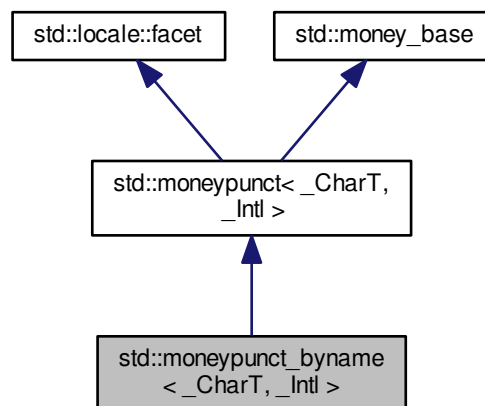 std::locale::facet
std::money_base
std::moneypunct< _CharT,
_Intl >
std::moneypunct_byname
< _CharT, _Intl >